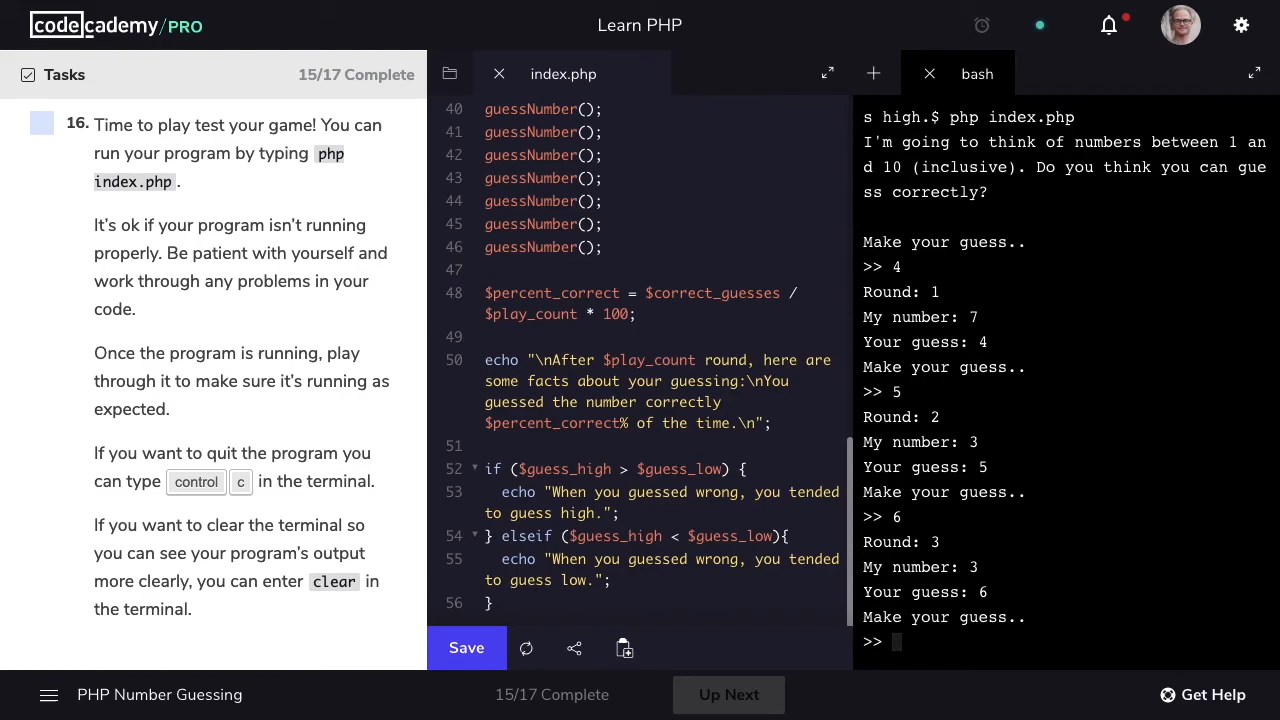 codecademy/PRO
Learn PHP
Tasks
15/17 Complete
16. Time to play test your game! You can
run your program by typing php
index.php.
It’s ok if your program isn’t running
properly. Be patient with yourself and
work through any problems in your
code.
Once the program is running, play
through it to make sure it’s running as
expected.
If you want to quit the program you
can type control c in the terminal.
If you want to clear the terminal so
you can see your program’s output
more clearly, you can enter clear in
the terminal.
index.php
40 guessNumber();
41 guessNumber();
42 guessNumber();
43 guessNumber();
44 guessNumber();
45 guessNumber();
46 guessNumber();
47
48 $percent_correct = $correct_guesses /
$play_count * 100;
49
50 echo "\nAfter $play_count round, here are
some facts about your guessing:\nYou
guessed the number correctly
$percent_correct% of the time.\n";
51
52 if ($guess_high > $guess_low) {
53 echo "When you guessed wrong, you tended
to guess high.";
54 } elseif ($guess_high < $guess_low){
55 echo "When you guessed wrong, you tended
to guess low.";
56 }
Save
bash
s high.$ php index.php
I'm going to think of numbers between 1 an
d 10 (inclusive). Do you think you can gue
ss correctly?
Make your guess..
>> 4
Round: 1
My number: 7
Your guess: 4
Make your guess..
>> 5
Round: 2
My number: 3
Your guess: 5
Make your guess..
>> 6
Round: 3
My number: 3
Your guess: 6
Make your guess..
>>
PHP Number Guessing
15/17 Complete
Up Next
Get Help